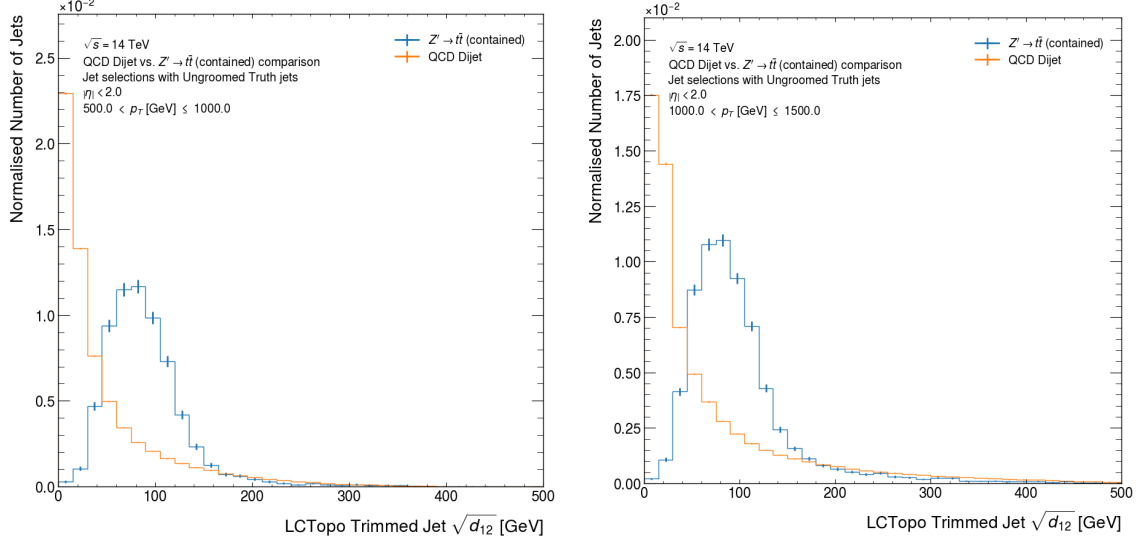 ×10⁻²
√s = 14 TeV
QCD Dijet vs. Z′ → tt̄ (contained) comparison
Jet selections with Ungroomed Truth jets
|η| < 2.0
500.0 < p_T [GeV] ≤ 1000.0
Z′ → tt̄ (contained)
QCD Dijet
Normalised Number of Jets
2.5
2.0
1.5
1.0
0.5
0.0
0 100 200 300 400 500
LCTopo Trimmed Jet √d₁₂ [GeV]
×10⁻²
√s = 14 TeV
QCD Dijet vs. Z′ → tt̄ (contained) comparison
Jet selections with Ungroomed Truth jets
|η| < 2.0
1000.0 < p_T [GeV] ≤ 1500.0
Z′ → tt̄ (contained)
QCD Dijet
Normalised Number of Jets
2.00
1.75
1.50
1.25
1.00
0.75
0.50
0.25
0.00
0 100 200 300 400 500
LCTopo Trimmed Jet √d₁₂ [GeV]